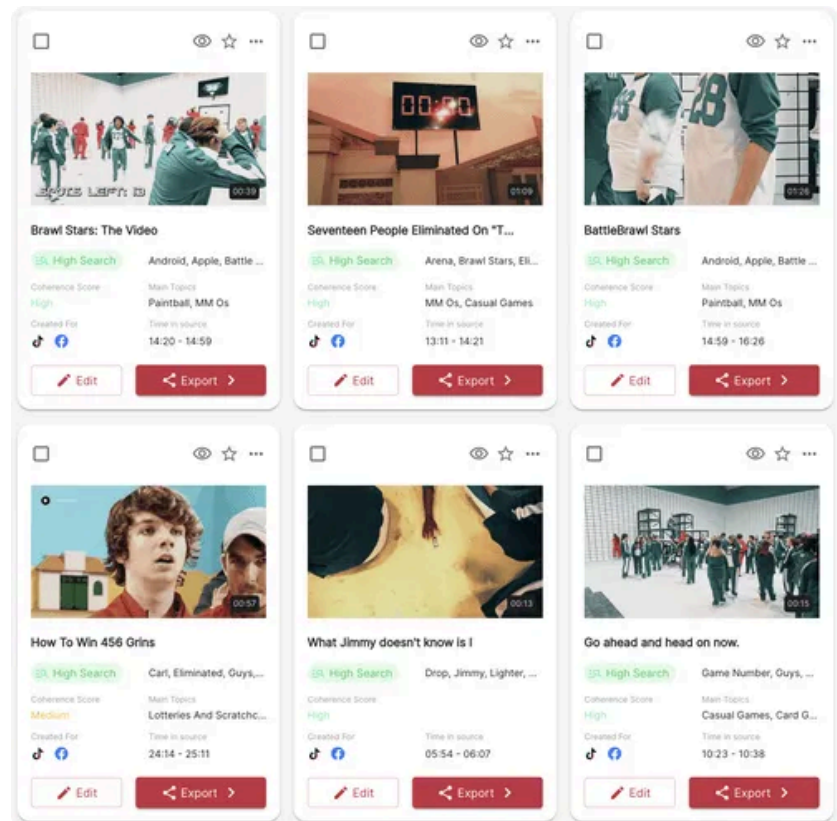 SPOTS LEFT: 13
00:39
00:00
01:09
28
28
01:26
Brawl Stars: The Video
Seventeen People Eliminated On "T...
BattleBrawl Stars
High Search
Android, Apple, Battle ...
High Search
Arena, Brawl Stars, Eli...
High Search
Android, Apple, Battle ...
Coherence Score
Main Topics
Coherence Score
Main Topics
Coherence Score
Main Topics
High
Paintball, MM Os
High
MM Os, Casual Games
High
Paintball, MM Os
Created For
Time in source
Created For
Time in source
Created For
Time in source
14:20 - 14:59
13:11 - 14:21
14:59 - 16:26
Edit
Export
Edit
Export
Edit
Export
00:57
00:13
00:15
How To Win 456 Grins
What Jimmy doesn't know is I
Go ahead and head on now.
High Search
Carl, Eliminated, Guys,...
High Search
Drop, Jimmy, Lighter, ...
High Search
Game Number, Guys, ...
Coherence Score
Main Topics
Coherence Score
Coherence Score
Main Topics
Medium
Lotteries And Scratchc...
High
High
Casual Games, Card G...
Created For
Time in source
Created For
Time in source
Created For
Time in source
24:14 - 25:11
05:54 - 06:07
10:23 - 10:38
Edit
Export
Edit
Export
Edit
Export